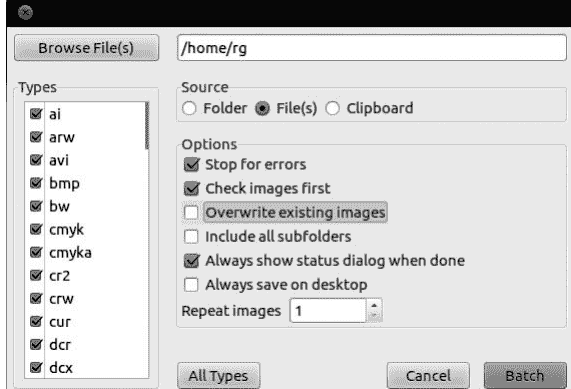 Browse File(s)
/home/rg
Types
ai
arw
avi
bmp
bw
cmyk
cmyka
cr2
crw
cur
dcr
dcx
Source
Folder File(s) Clipboard
Options
Stop for errors
Check images first
Overwrite existing images
Include all subfolders
Always show status dialog when done
Always save on desktop
Repeat images 1
All Types
Cancel
Batch